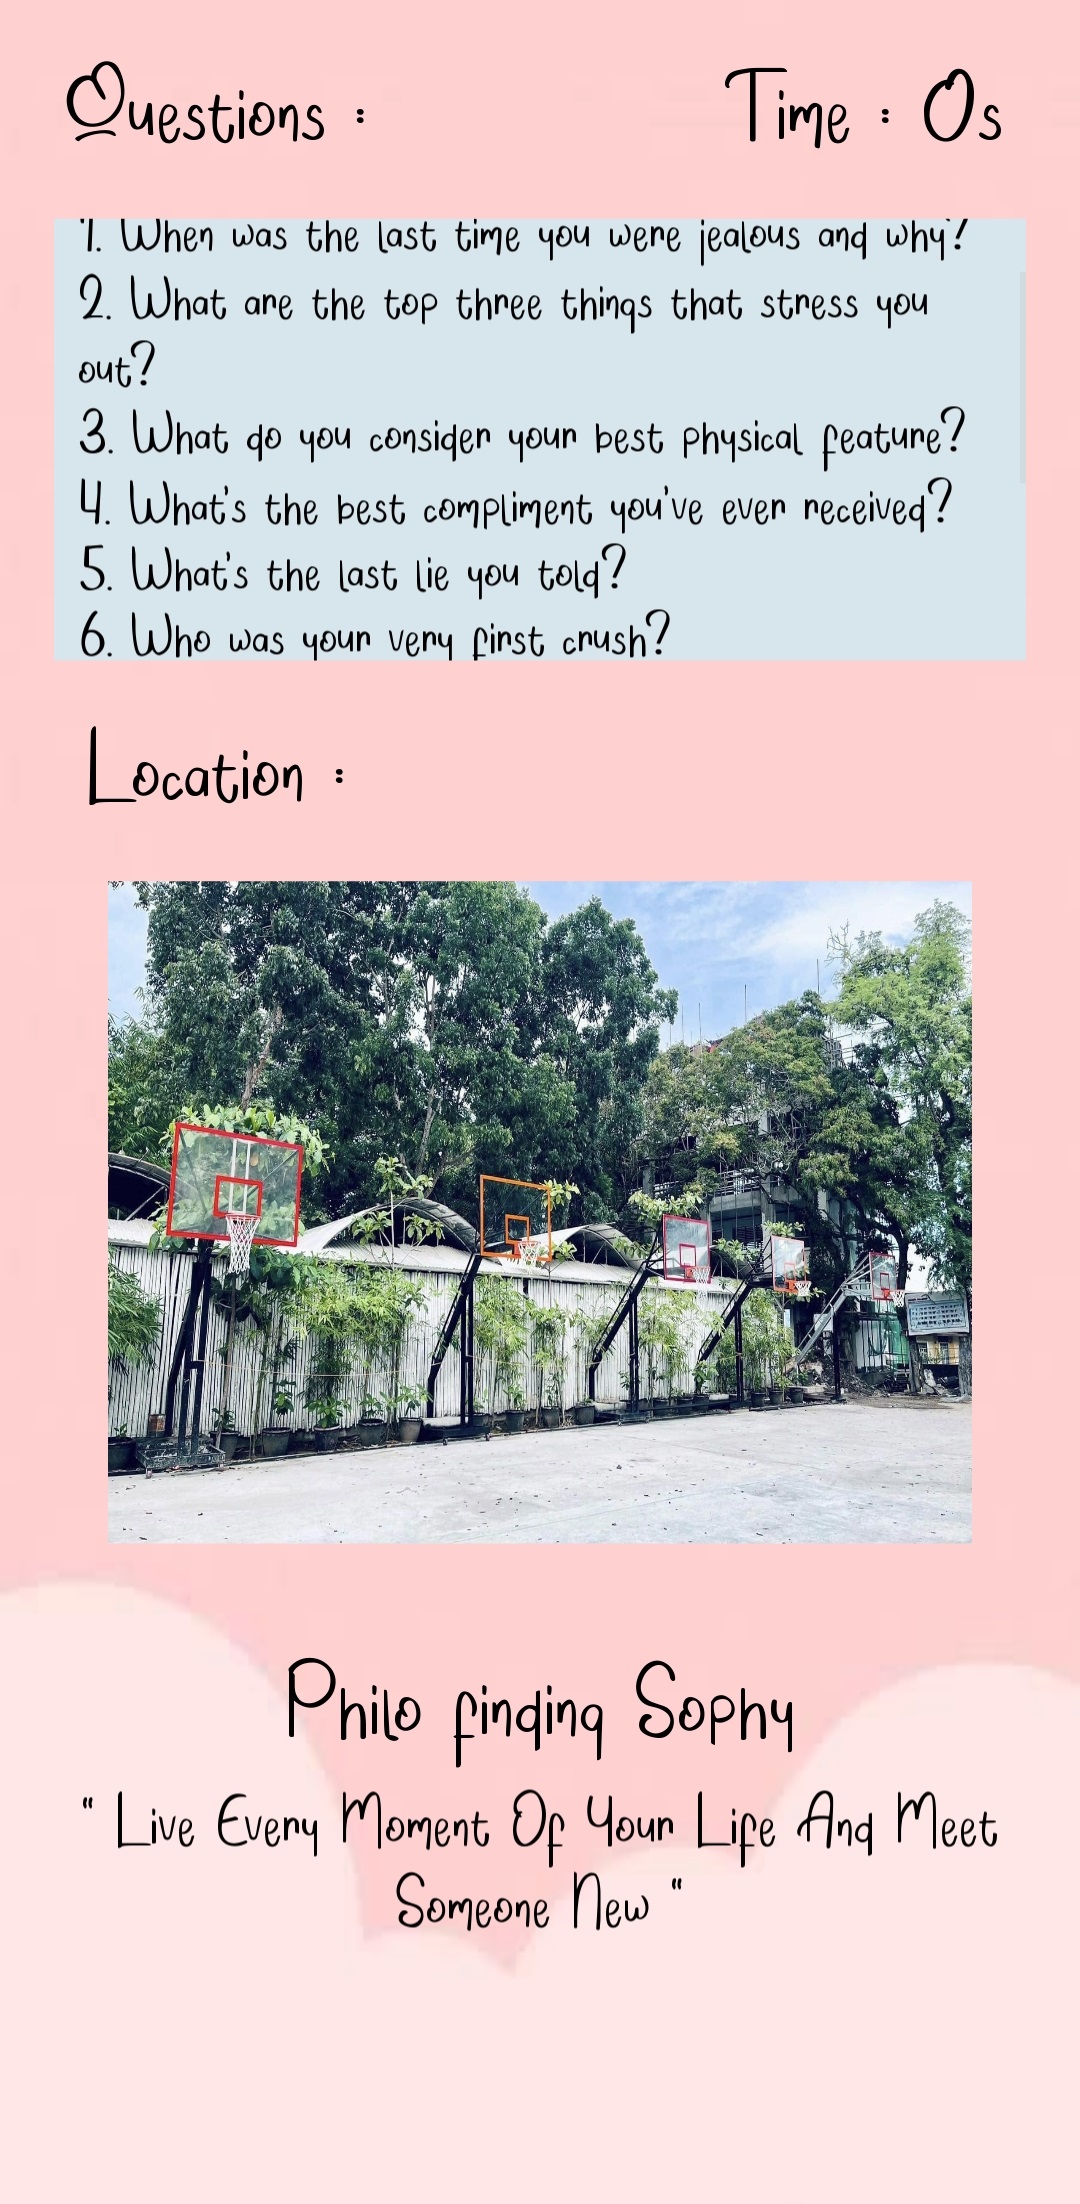 Questions :
Time : 0s
1. When was the last time you were jealous and why?
2. What are the top three things that stress you
out?
3. What do you consider your best physical feature?
4. What's the best compliment you've ever received?
5. What's the last lie you told?
6. Who was your very first crush?
Location :
Philo finding Sophy
" Live Every Moment Of Your Life And Meet
Someone New "